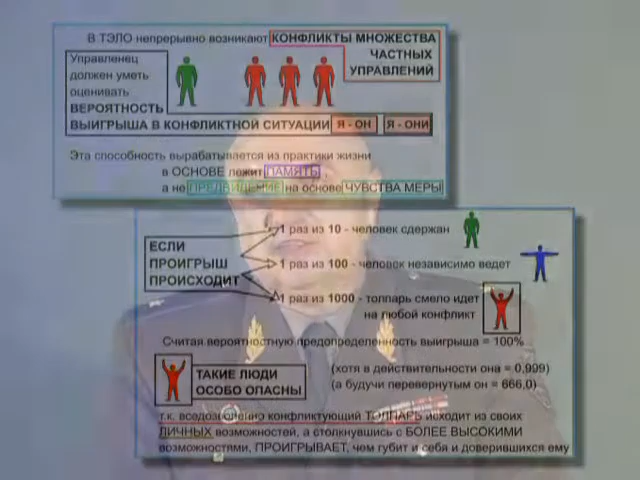 В ТЭЛО непрерывно возникают КОНФЛИКТЫ МНОЖЕСТВА
ЧАСТНЫХ
УПРАВЛЕНИЙ
Управленец
должен уметь
оценивать
ВЕРОЯТНОСТЬ
ВЫИГРЫША В КОНФЛИКТНОЙ СИТУАЦИИ Я - ОН Я - ОНИ
Эта способность вырабатывается из практики жизни
в ОСНОВЕ лежит ПАМЯТЬ
а не ПРЕДВИДЕНИЕ на основе ЧУВСТВА МЕРЫ
1 раз из 10 - человек сдержан
ЕСЛИ
ПРОИГРЫШ
ПРОИСХОДИТ
1 раз из 100 - человек независимо ведет
1 раз из 1000 - толпарь смело идет
на любой конфликт
Считая вероятностную предопределенность выигрыша = 100%
ТАКИЕ ЛЮДИ
ОСОБО ОПАСНЫ
(хотя в действительности она = 0,999)
(а будучи перевернутым он = 666,0)
т.к. вседозволенно конфликтующий ТОЛПАРЬ исходит из своих
ЛИЧНЫХ возможностей, а столкнувшись с БОЛЕЕ ВЫСОКИМИ
возможностями, ПРОИГРЫВАЕТ, чем губит и себя и доверившихся ему